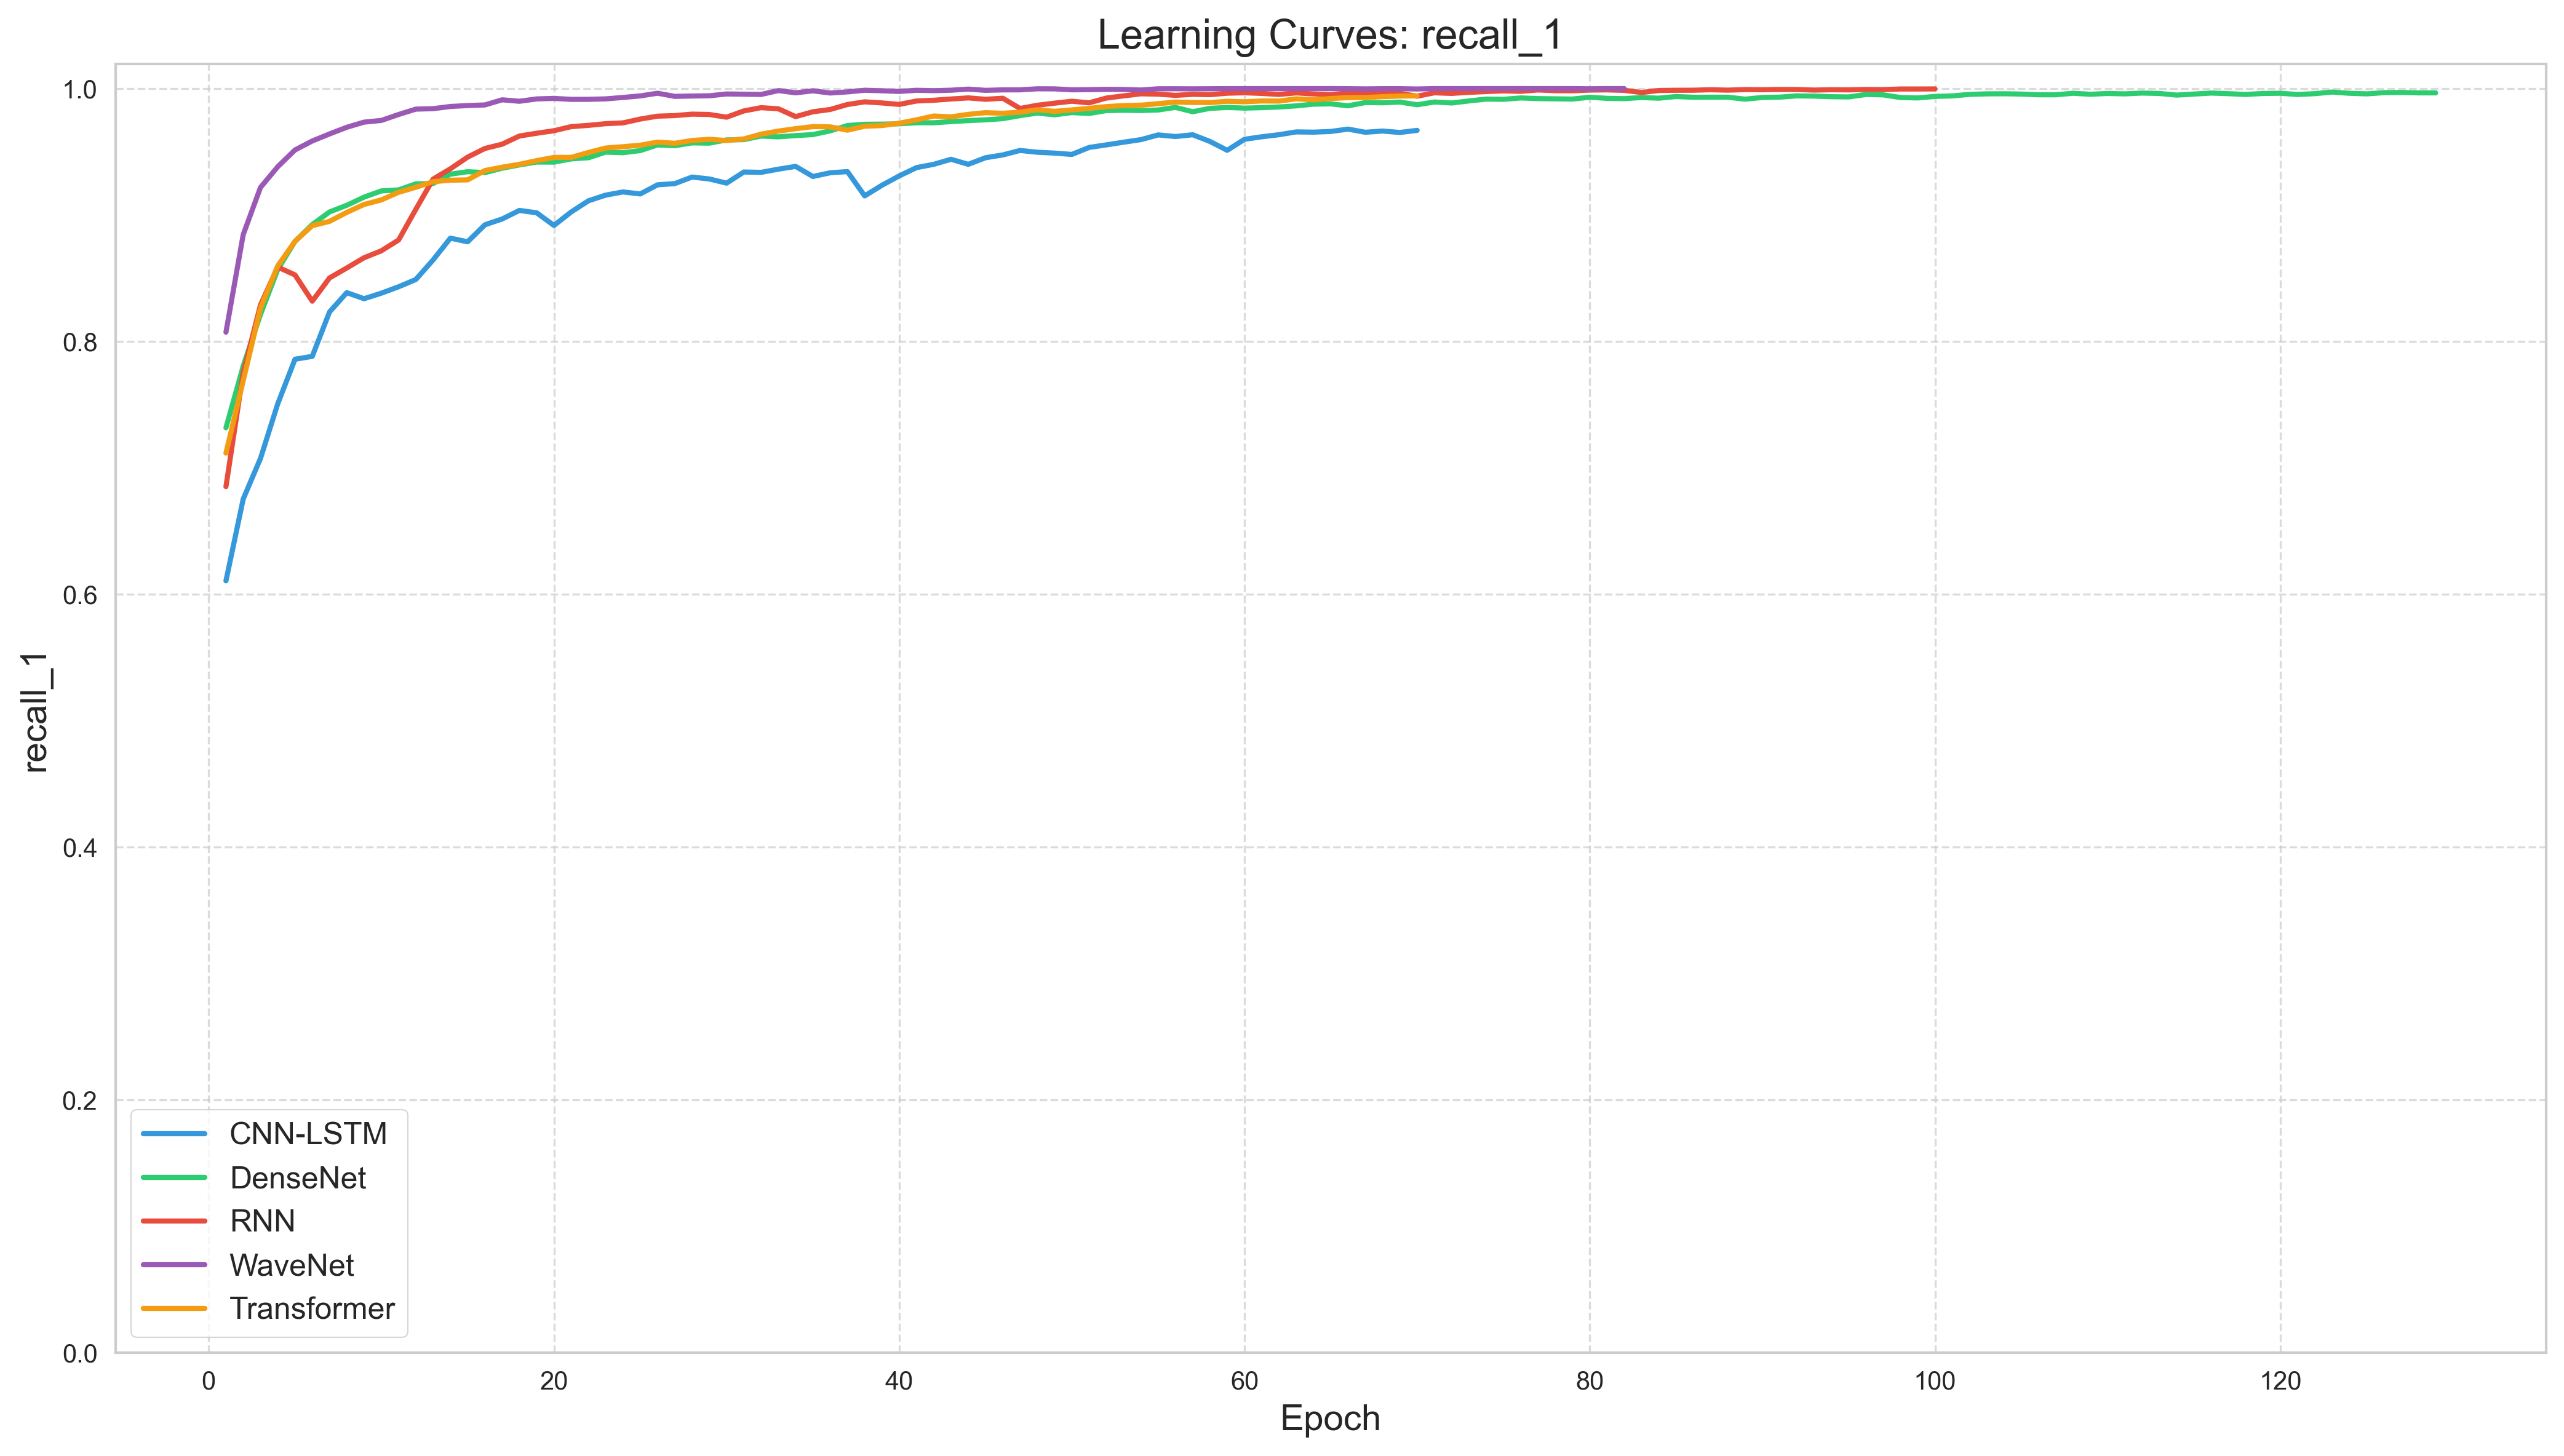 Learning Curves: recall_1
recall_1
1.0
0.8
0.6
0.4
0.2
0.0
CNN-LSTM
DenseNet
RNN
WaveNet
Transformer
0 20 40 60 80 100 120
Epoch